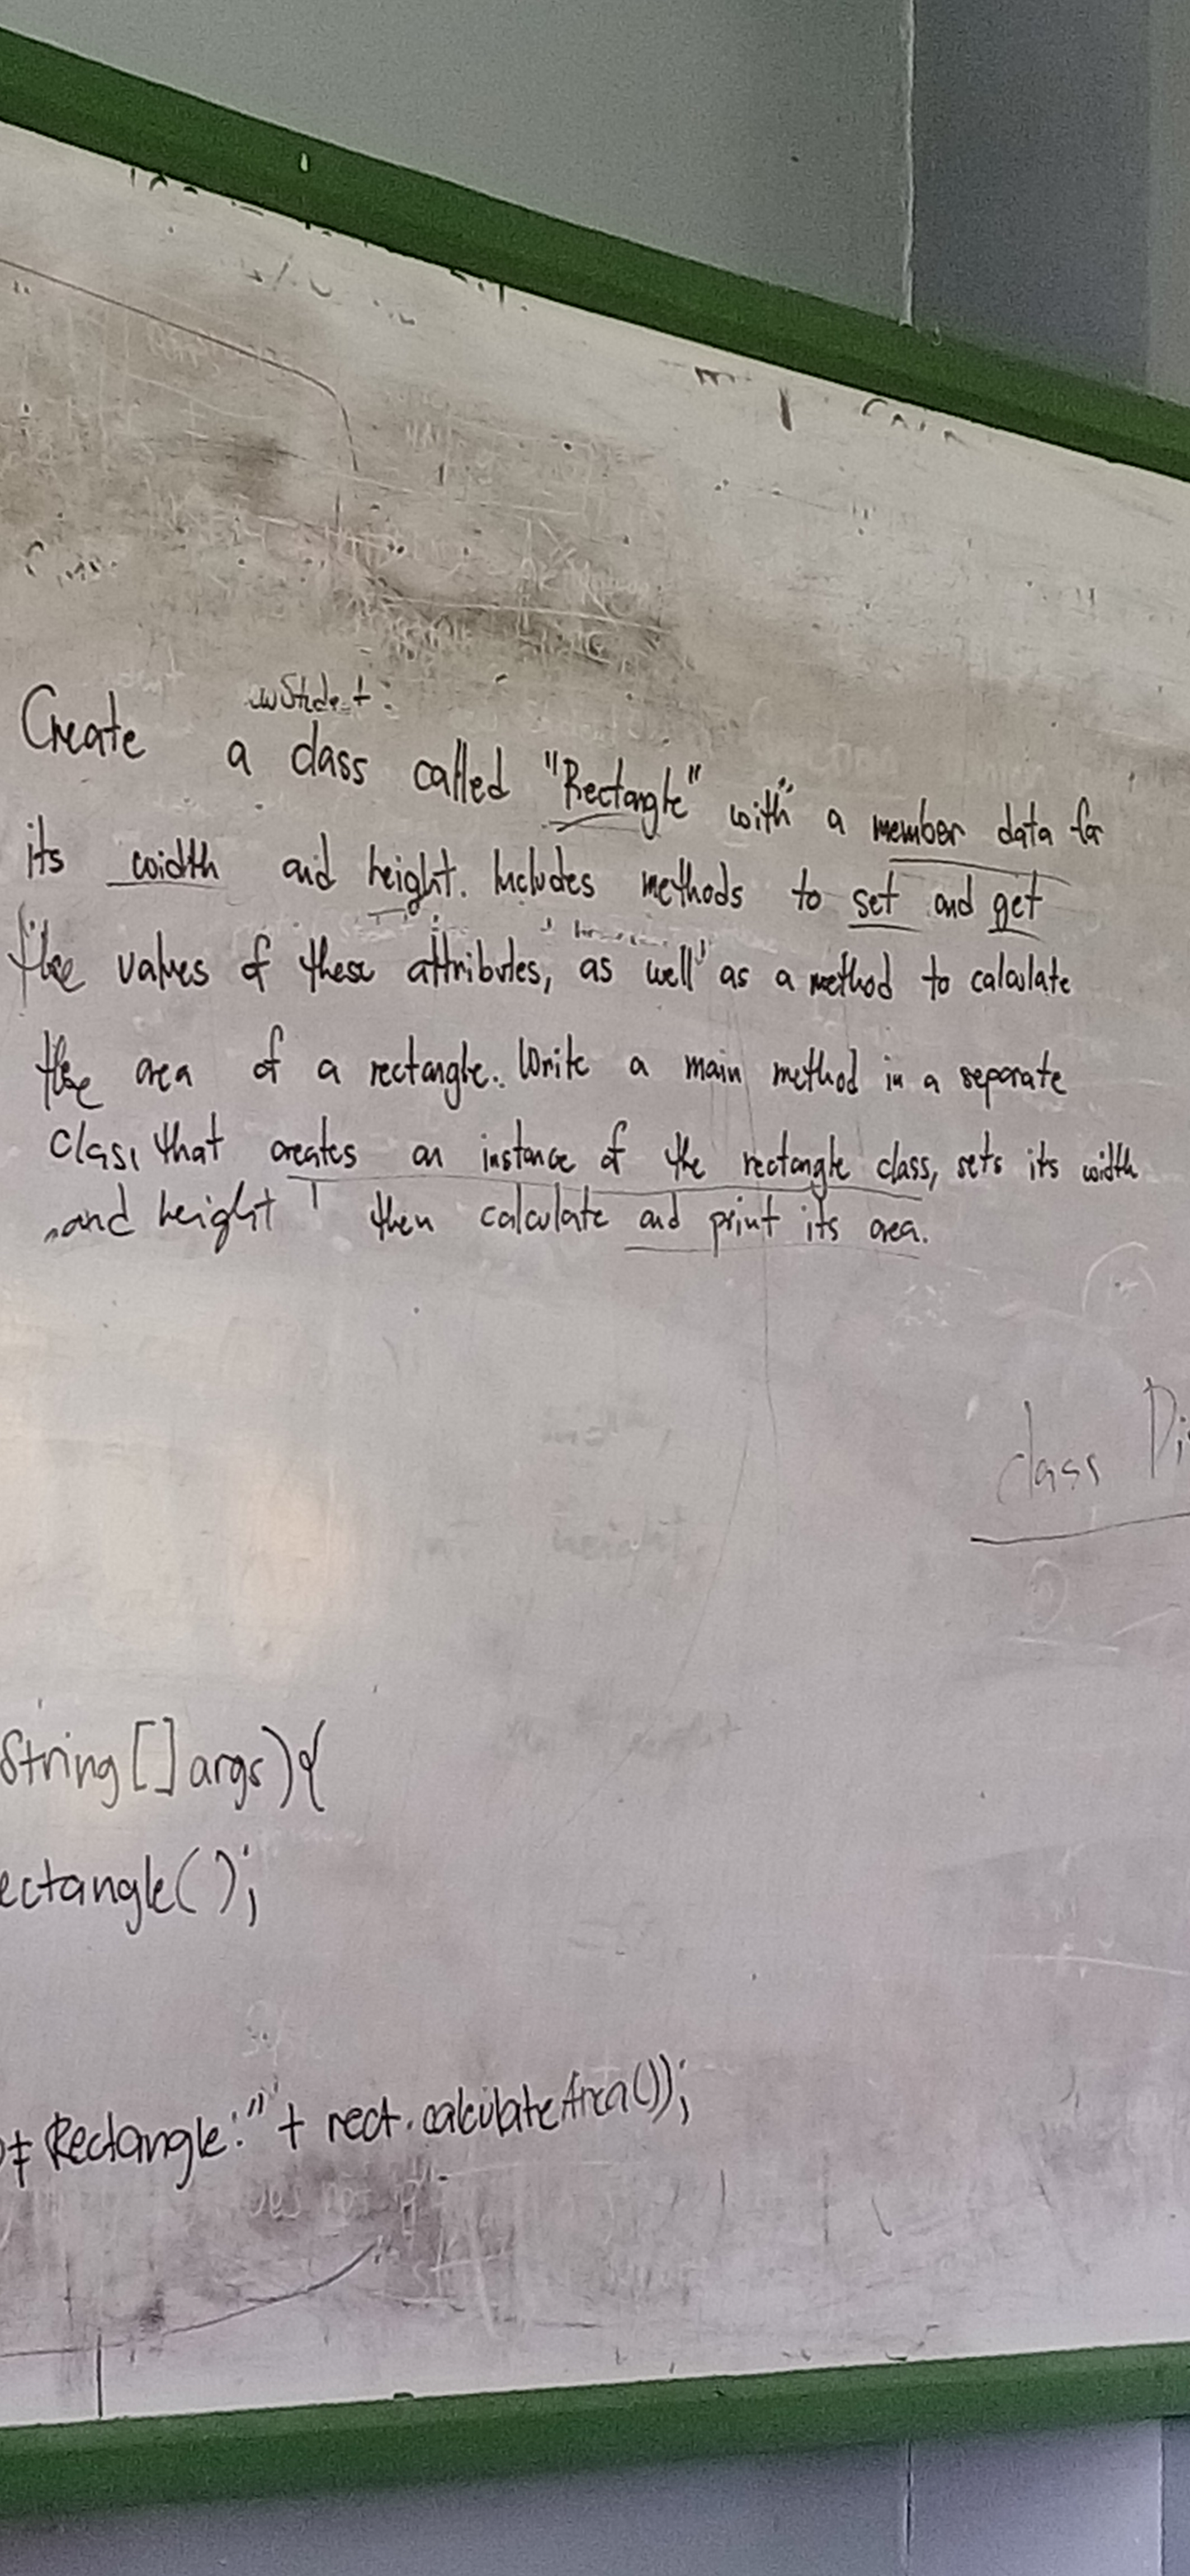 Create a class called "Rectangle" with a member data for
its width and height. Includes methods to set and get
the values of these attributes, as well as a method to calculate
the area of a rectangle. Write a main method in a separate
class that creates an instance of the rectangle class, sets its width
and height then calculate and print its area.
class
String[] args){
ectangle();
of Rectangle:" + rect.calculateArea());